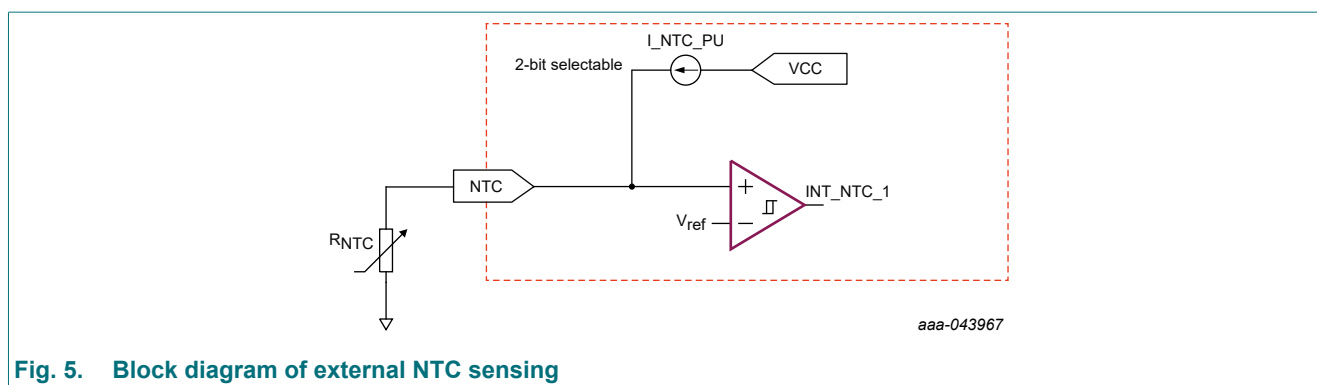 I_NTC_PU
2-bit selectable
VCC
NTC
+
INT_NTC_1
Vref
−
RNTC
aaa-043967
Fig. 5. Block diagram of external NTC sensing